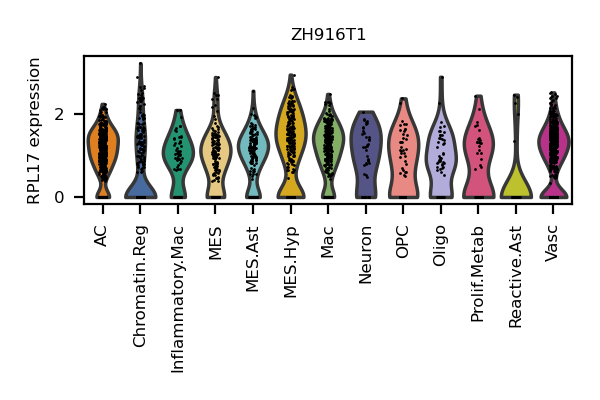 ZH916T1
RPL17 expression
2
0
AC
Chromatin.Reg
Inflammatory.Mac
MES
MES.Ast
MES.Hyp
Mac
Neuron
OPC
Oligo
Prolif.Metab
Reactive.Ast
Vasc